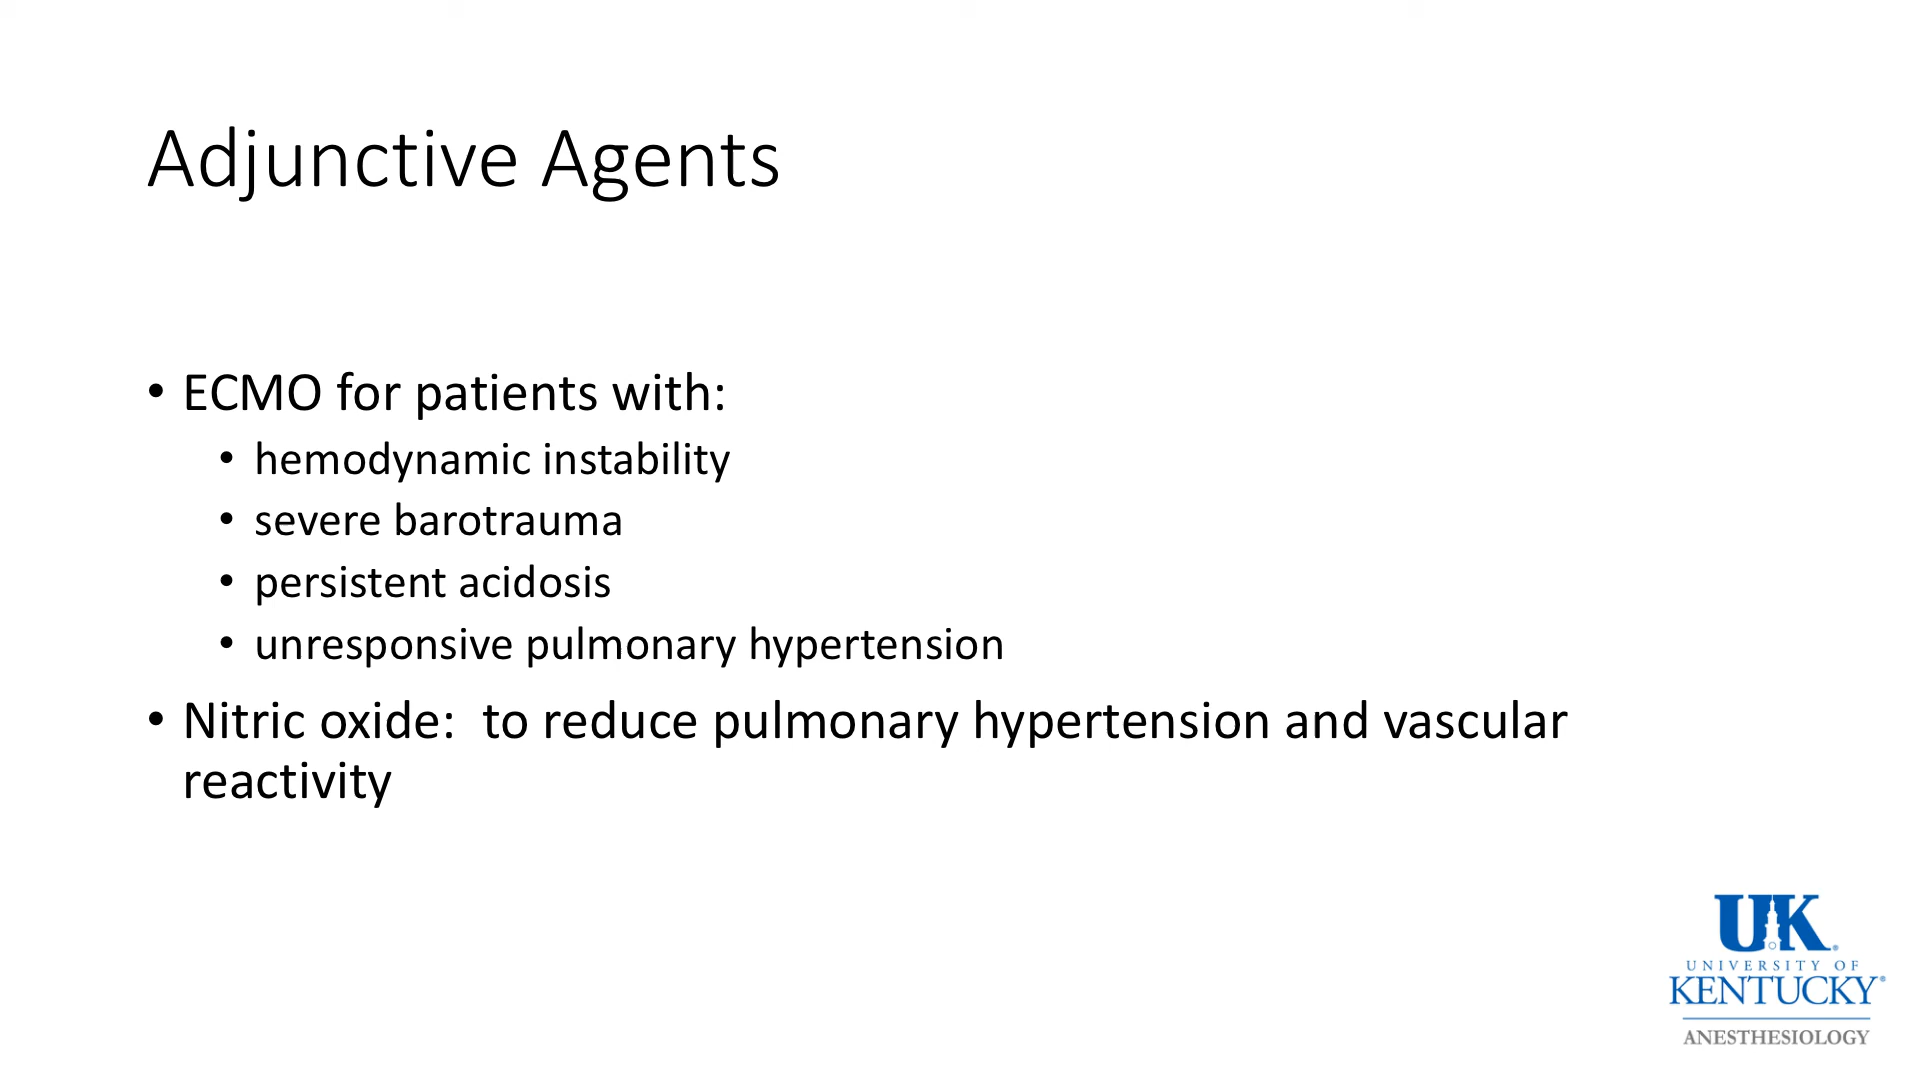 Adjunctive Agents
• ECMO for patients with:
• hemodynamic instability
• severe barotrauma
• persistent acidosis
• unresponsive pulmonary hypertension
• Nitric oxide:  to reduce pulmonary hypertension and vascular
reactivity
UK®
UNIVERSITY OF
KENTUCKY®
ANESTHESIOLOGY